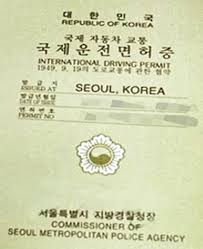 대 한 민 국
REPUBLIC OF KOREA
국제 자동차 교통
국제운전면허증
INTERNATIONAL DRIVING PERMIT
1949. 9. 19의 도로교통에 관한 협약
발 급 지
ISSUED AT SEOUL, KOREA
발급년월일
DATE OF ISSUE
면 허 번 호
PERMIT NO
서울특별시 지방경찰청장
COMMISSIONER OF
SEOUL METROPOLITAN POLICE AGENCY